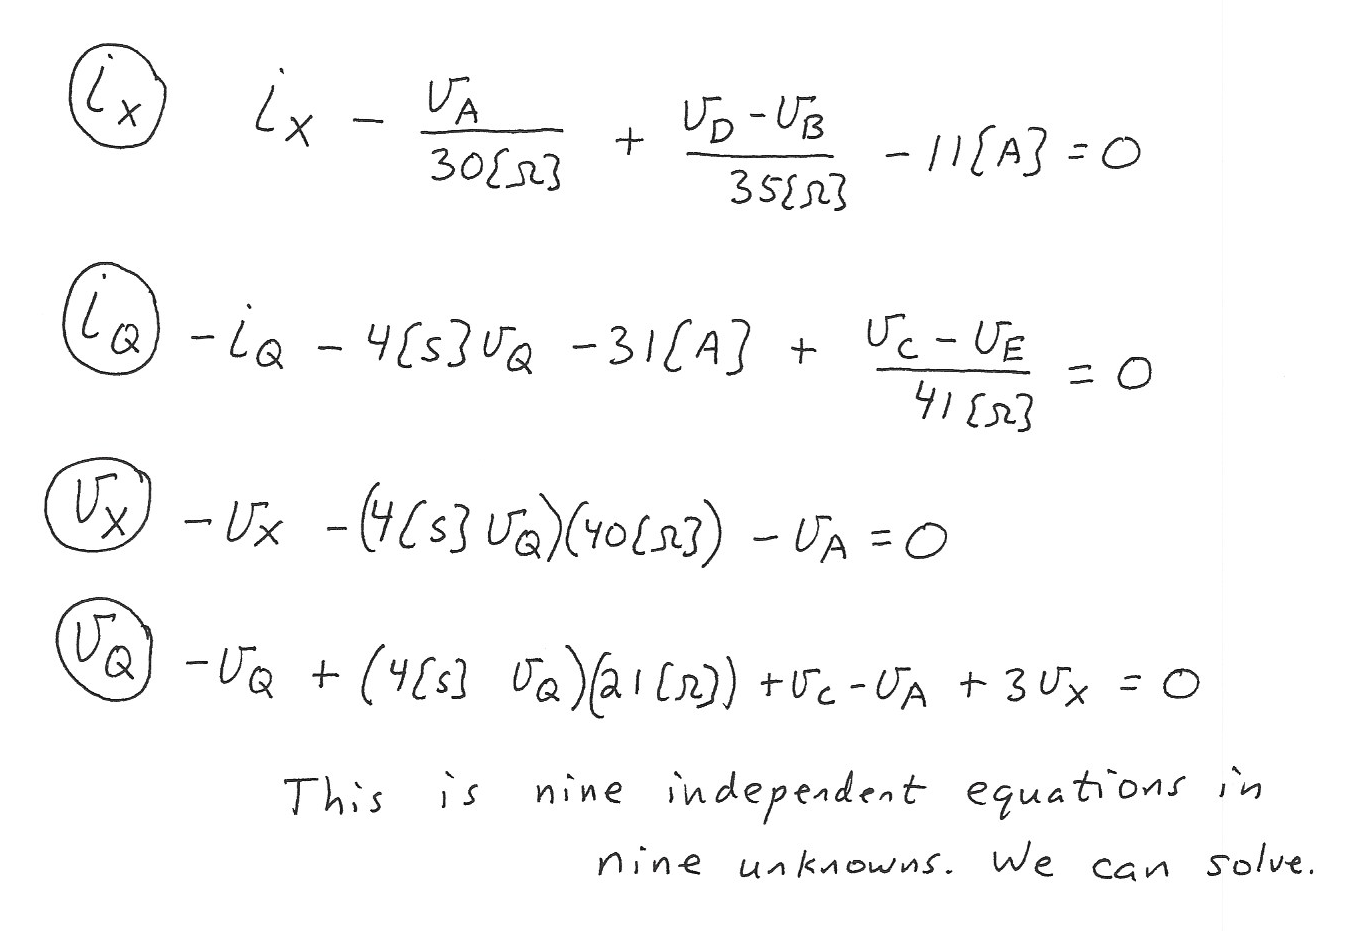 iX iX - vA/30{Ω} + (vD - vB)/35{Ω} - 11{A} = 0
iQ -iQ - 4{S}vQ - 31{A} + (vC - vE)/41{Ω} = 0
vX -vX - (4{S}vQ)(40{Ω}) - vA = 0
vQ -vQ + (4{S} vQ)(21{Ω}) + vC - vA + 3vX = 0
This is nine independent equations in
nine unknowns. We can solve.